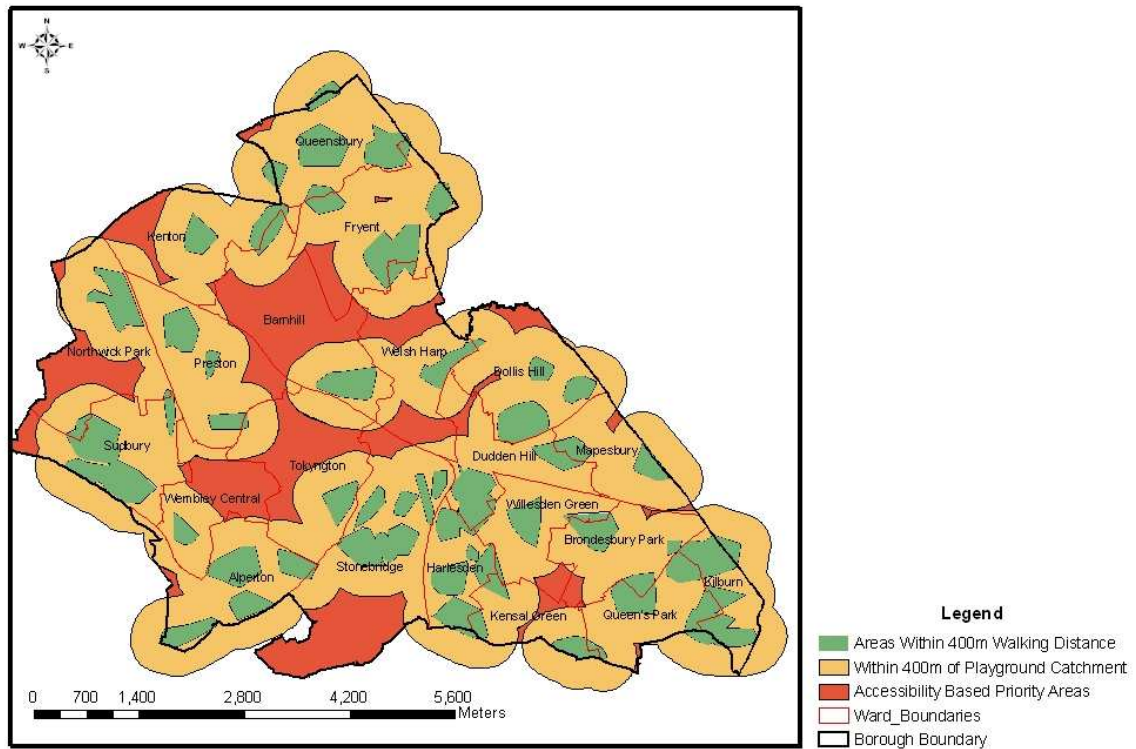 N
W E
S
Queensbury
Kenton
Fryent
Barnhill
Northwick Park
Welsh Harp
Preston
Dollis Hill
Sudbury
Mapesbury
Dudden Hill
Tokyngton
Wembley Central
Willesden Green
Brondesbury Park
Alperton
Stonebridge
Harlesden
Kilburn
Kensal Green
Queen's Park
0 700 1,400 2,800 4,200 5,600
Meters
Legend
Areas Within 400m Walking Distance
Within 400m of Playground Catchment
Accessibility Based Priority Areas
Ward_Boundaries
Borough Boundary